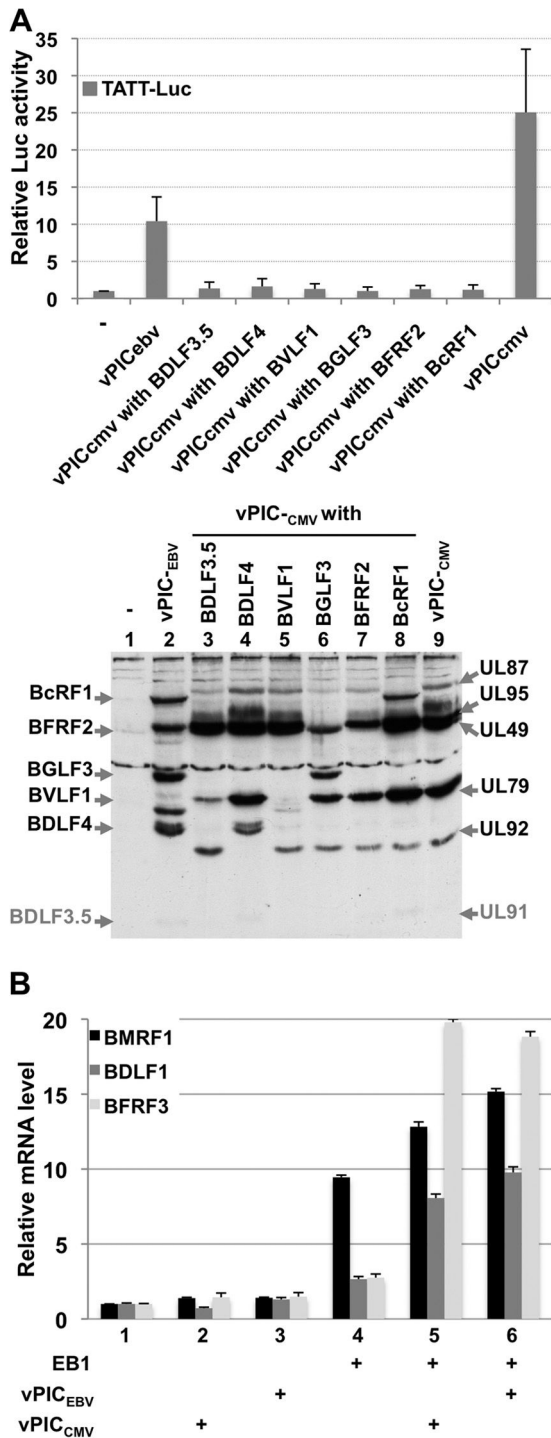 A
Relative Luc activity
35
30
25
20
15
10
5
0
TATT-Luc
-
vPICebv
vPICcmv with BDLF3.5
vPICcmv with BDLF4
vPICcmv with BVLF1
vPICcmv with BGLF3
vPICcmv with BFRF2
vPICcmv with BcRF1
vPICcmv
vPIC-CMV with
-
vPIC-EBV
BDLF3.5
BDLF4
BVLF1
BGLF3
BFRF2
BcRF1
vPIC-CMV
1 2 3 4 5 6 7 8 9
BcRF1
BFRF2
BGLF3
BVLF1
BDLF4
BDLF3.5
UL87
UL95
UL49
UL79
UL92
UL91
B
Relative mRNA level
20
15
10
5
0
BMRF1
BDLF1
BFRF3
1 2 3 4 5 6
EB1 + + +
vPICEBV + +
vPICCMV + +